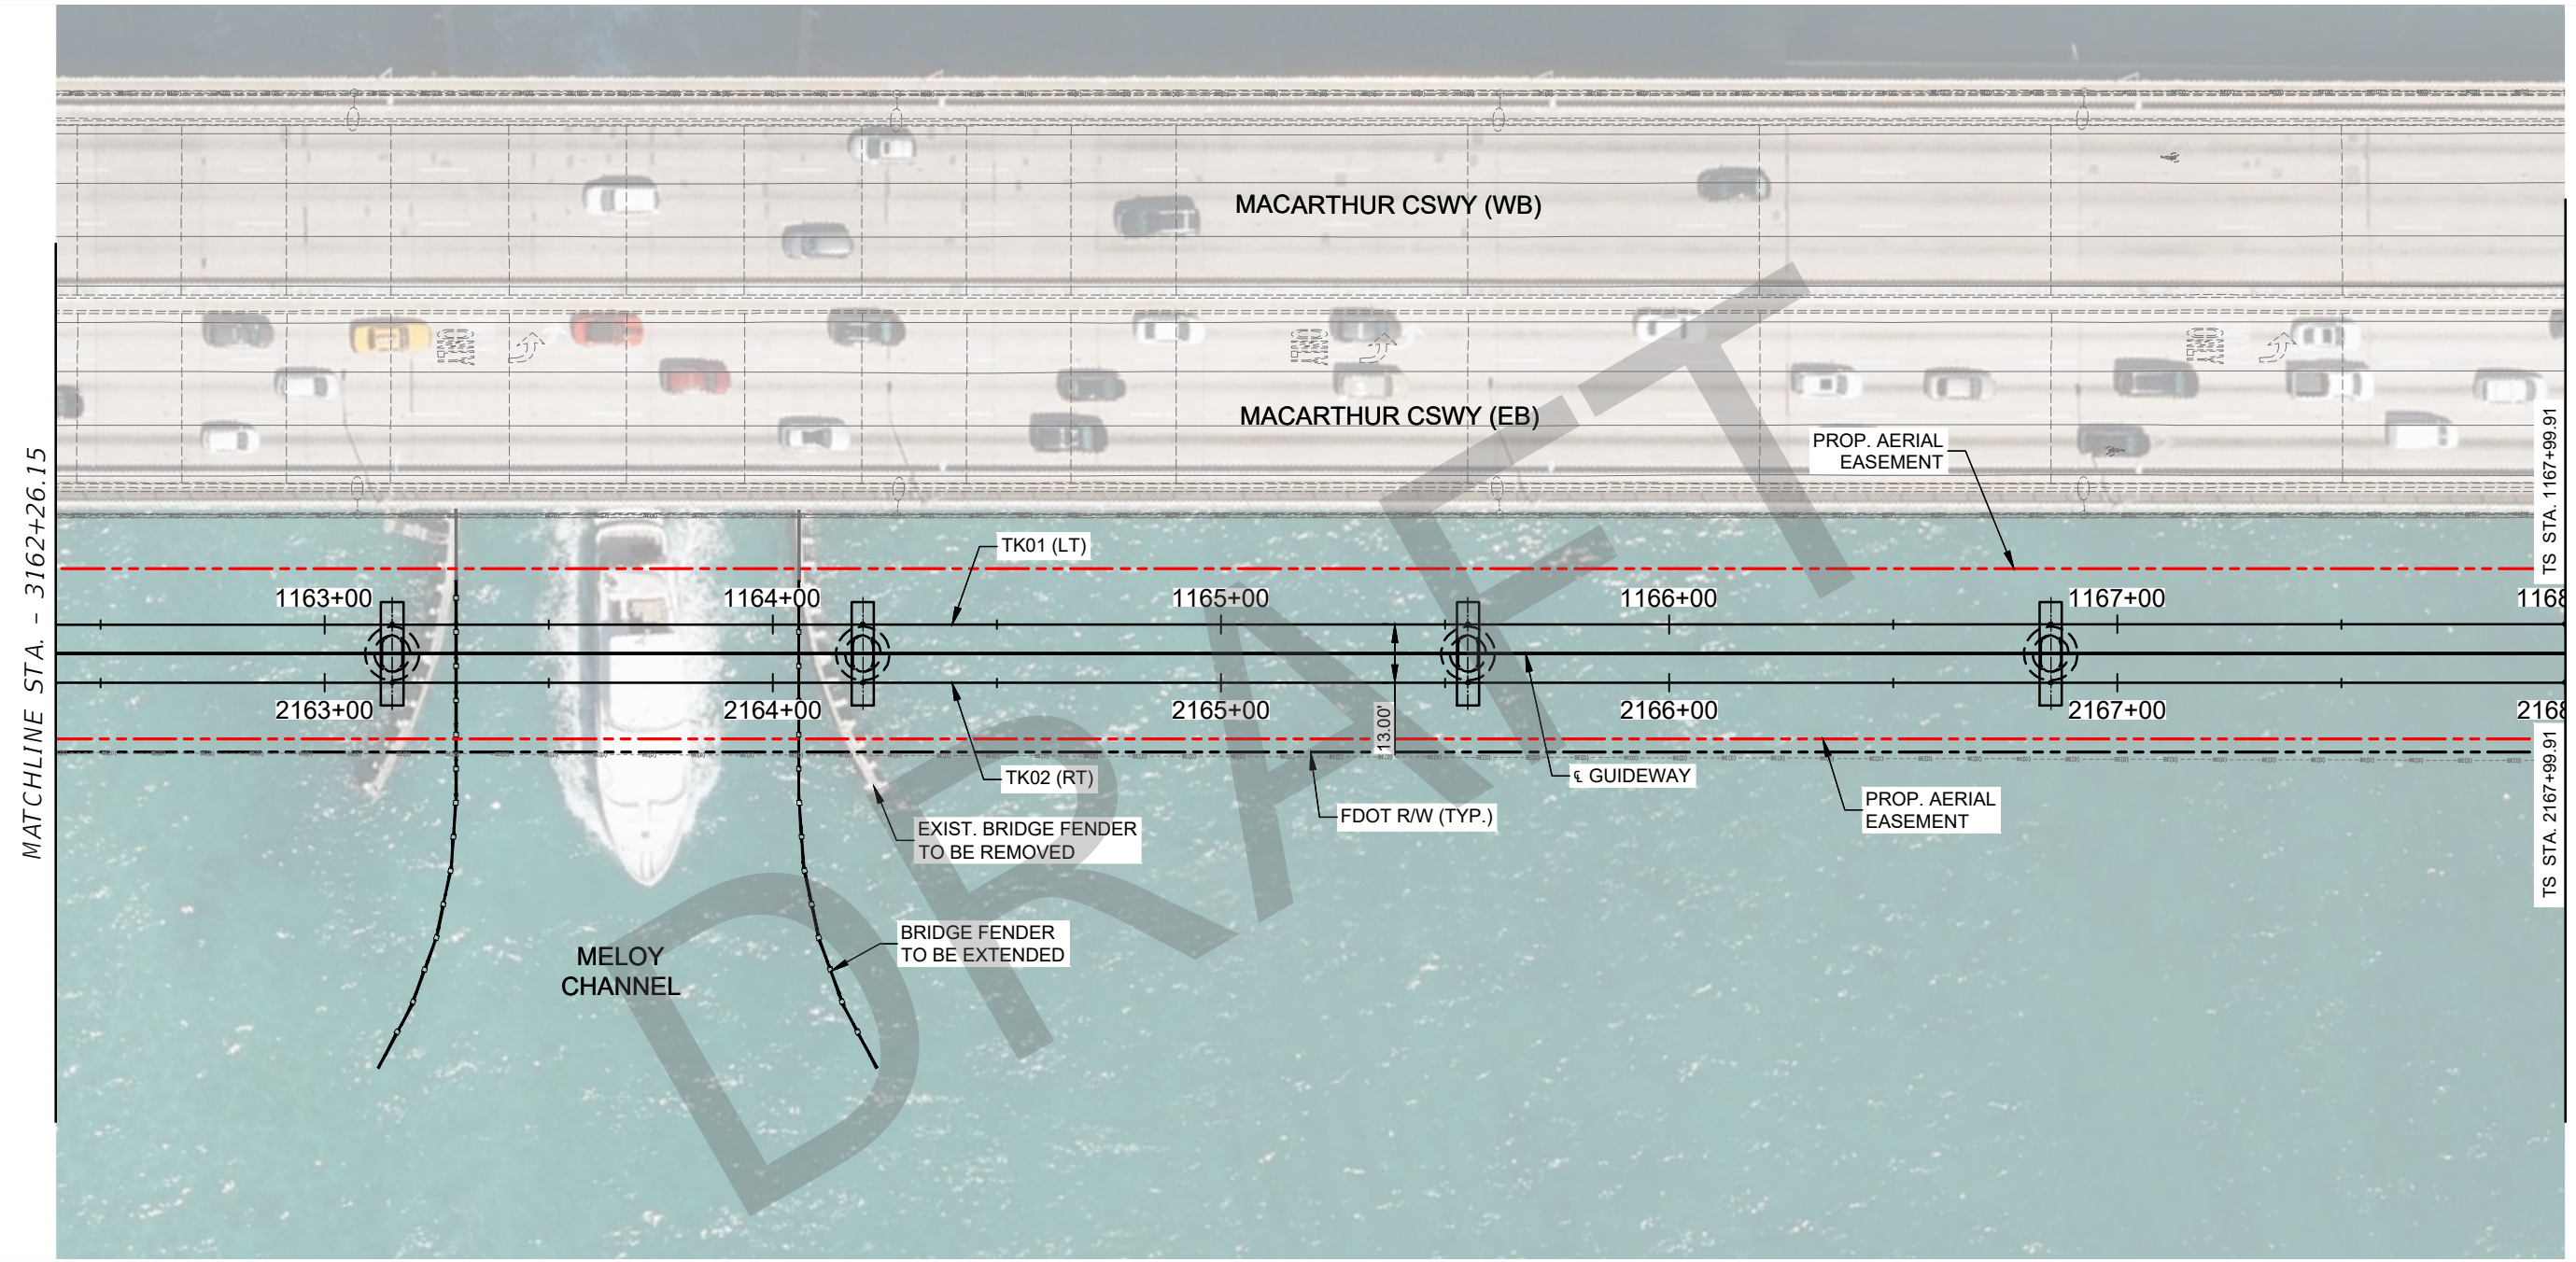 MACARTHUR CSWY (WB)
ONLY
ONLY
ONLY
MACARTHUR CSWY (EB)
PROP. AERIAL
EASEMENT
TS STA. 1167+99.91
MATCHLINE STA. - 3162+26.15
TK01 (LT)
1163+00
1164+00
1165+00
1166+00
1167+00
1168
2163+00
2164+00
2165+00
2166+00
2167+00
2168
13.00'
TK02 (RT)
℄ GUIDEWAY
FDOT R/W (TYP.)
PROP. AERIAL
EASEMENT
TS STA. 2167+99.91
EXIST. BRIDGE FENDER
TO BE REMOVED
BRIDGE FENDER
TO BE EXTENDED
MELOY
CHANNEL
DRAFT